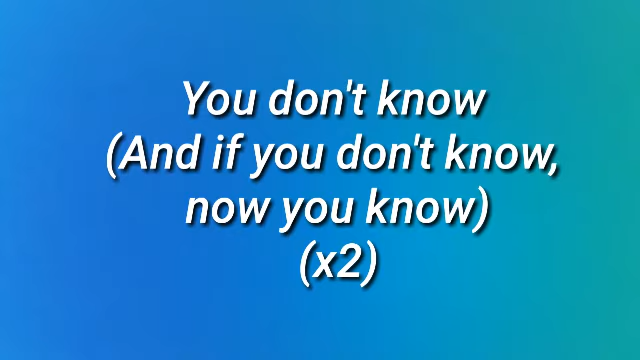 You don't know
(And if you don't know,
now you know)
(x2)